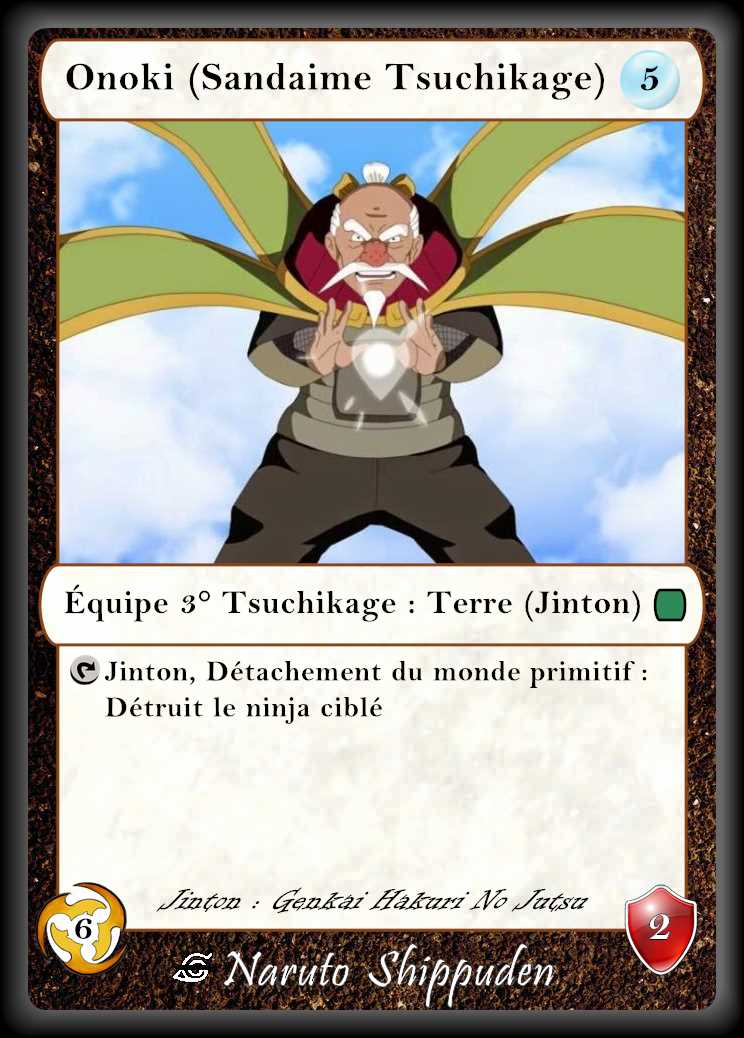 Onoki (Sandaime Tsuchikage) 5
Équipe 3° Tsuchikage : Terre (Jinton)
Jinton, Détachement du monde primitif :
Détruit le ninja ciblé
Jinton : Genkai Hakuri No Jutsu
6
2
Naruto Shippuden